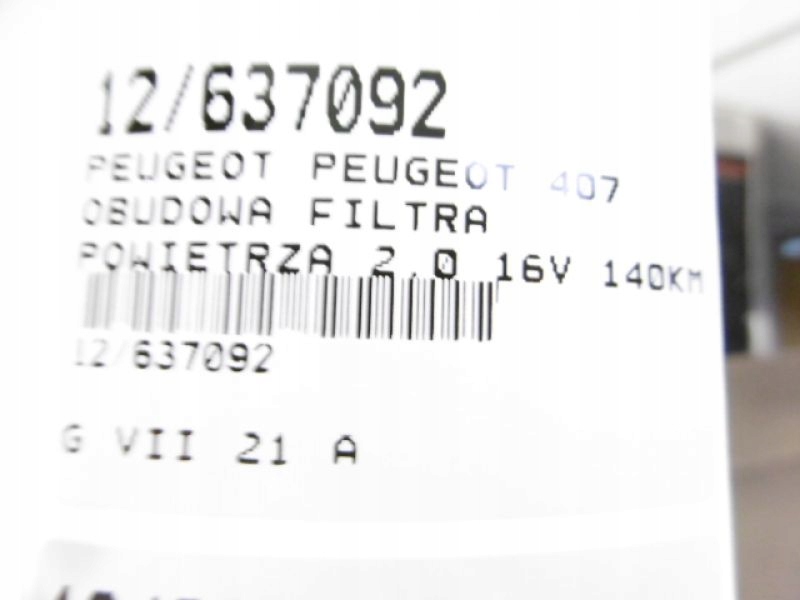 12/637092
PEUGEOT PEUGEOT 407
OBUDOWA FILTRA
POWIETRZA 2.0 16V 140KM
12/637092
G VII 21 A